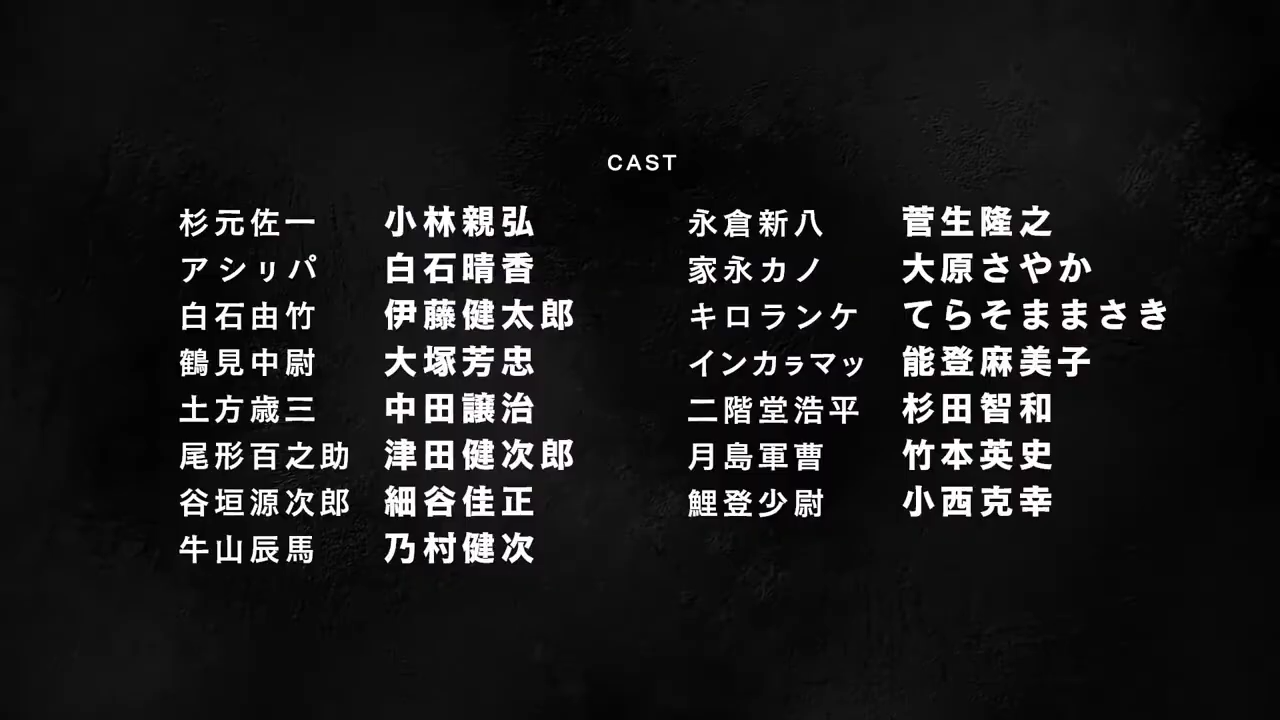 CAST
杉元佐一 小林親弘
アシㇼパ 白石晴香
白石由竹 伊藤健太郎
鶴見中尉 大塚芳忠
土方歳三 中田譲治
尾形百之助 津田健次郎
谷垣源次郎 細谷佳正
牛山辰馬 乃村健次
永倉新八 菅生隆之
家永カノ 大原さやか
キロランケ てらそままさき
インカㇻマッ 能登麻美子
二階堂浩平 杉田智和
月島軍曹 竹本英史
鯉登少尉 小西克幸